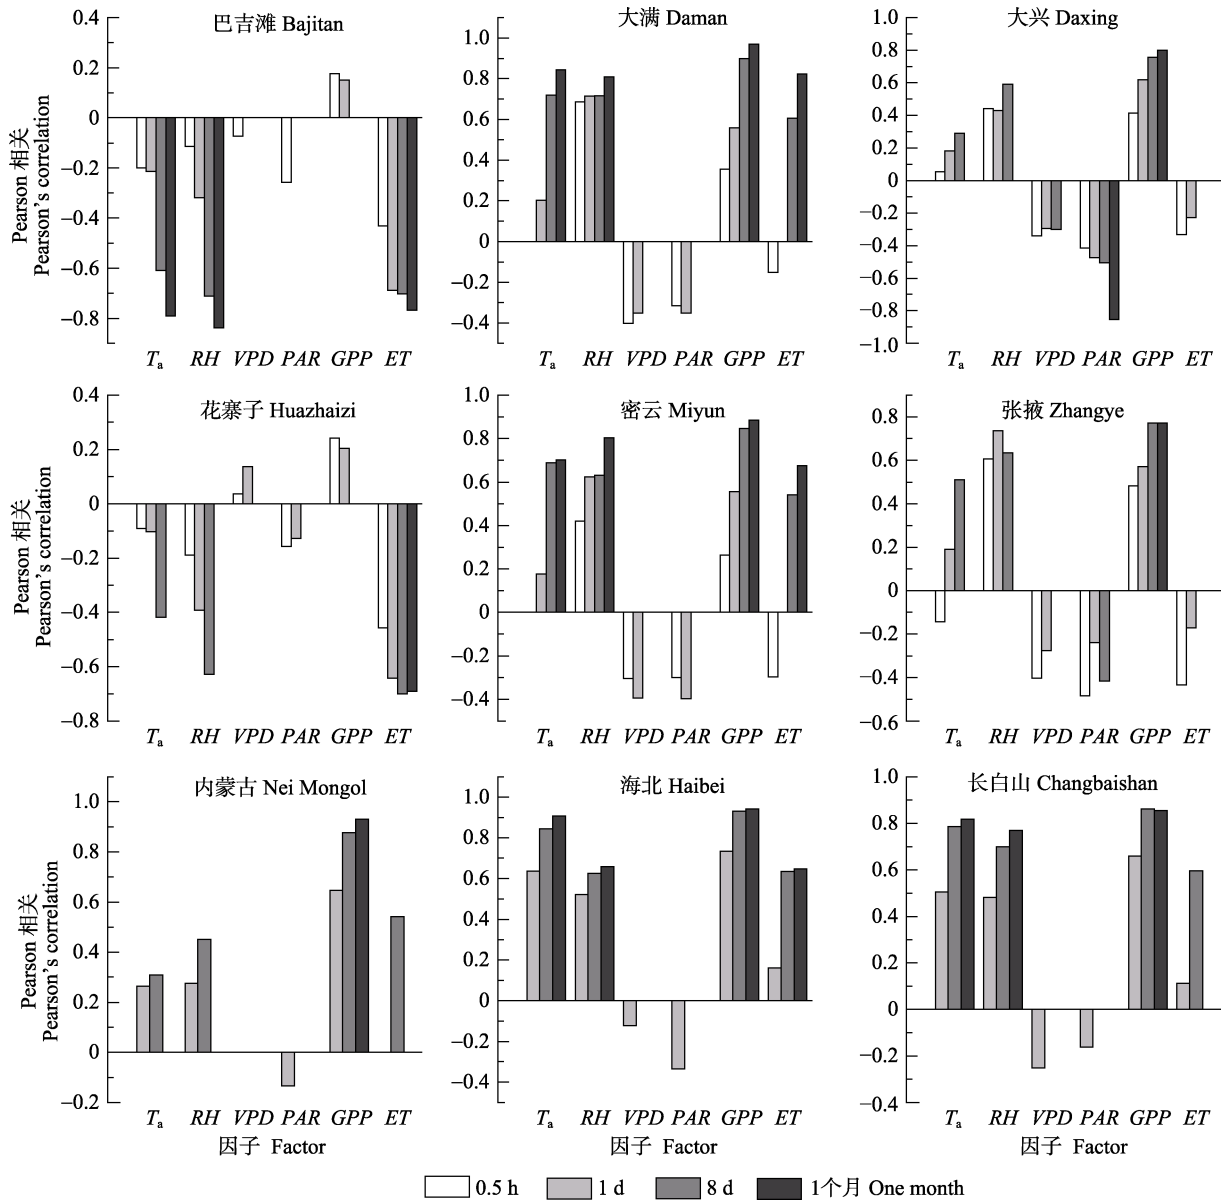 巴吉滩 Bajitan
0.4
0.2
0
−0.2
−0.4
−0.6
−0.8
Pearson 相关
Pearson's correlation
Ta RH VPD PAR GPP ET
大满 Daman
1.0
0.8
0.6
0.4
0.2
0
−0.2
−0.4
Ta RH VPD PAR GPP ET
大兴 Daxing
1.0
0.8
0.6
0.4
0.2
0
−0.2
−0.4
−0.6
−0.8
−1.0
Ta RH VPD PAR GPP ET
花寨子 Huazhaizi
0.4
0.2
0
−0.2
−0.4
−0.6
−0.8
Pearson 相关
Pearson's correlation
Ta RH VPD PAR GPP ET
密云 Miyun
1.0
0.8
0.6
0.4
0.2
0
−0.2
−0.4
Ta RH VPD PAR GPP ET
张掖 Zhangye
0.8
0.6
0.4
0.2
0
−0.2
−0.4
−0.6
Ta RH VPD PAR GPP ET
内蒙古 Nei Mongol
1.0
0.8
0.6
0.4
0.2
0
−0.2
Pearson 相关
Pearson's correlation
Ta RH VPD PAR GPP ET
因子 Factor
海北 Haibei
1.0
0.8
0.6
0.4
0.2
0
−0.2
−0.4
Ta RH VPD PAR GPP ET
因子 Factor
长白山 Changbaishan
1.0
0.8
0.6
0.4
0.2
0
−0.2
−0.4
Ta RH VPD PAR GPP ET
因子 Factor
0.5 h 1 d 8 d 1个月 One month